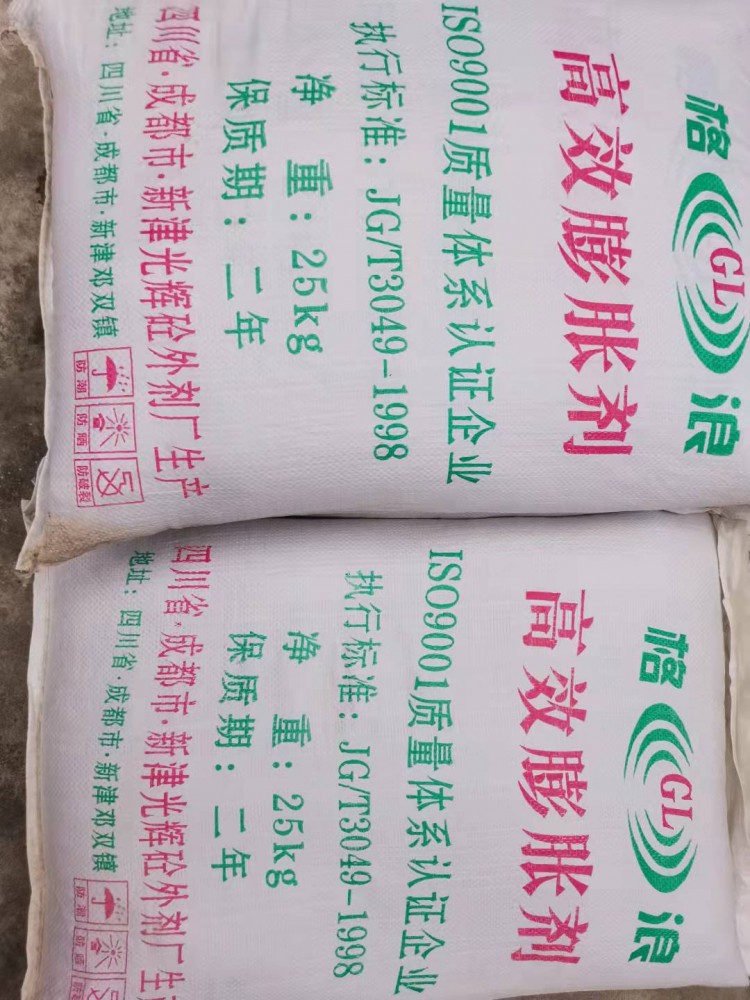 格 GL 浪
高效膨胀剂
ISO9001质量体系认证企业
执行标准：JG/T3049-1998
净 重：25kg
保质期：二年
四川省·成都市·新津光辉砼外剂厂生产
地址：四川省·成都市·新津邓双镇
防潮 防晒 防破裂
格 GL 浪
高效膨胀剂
ISO9001质量体系认证企业
执行标准：JG/T3049-1998
净 重：25kg
保质期：二年
四川省·成都市·新津光辉砼外剂厂生
地址：四川省·成都市·新津邓双镇
防潮 防晒